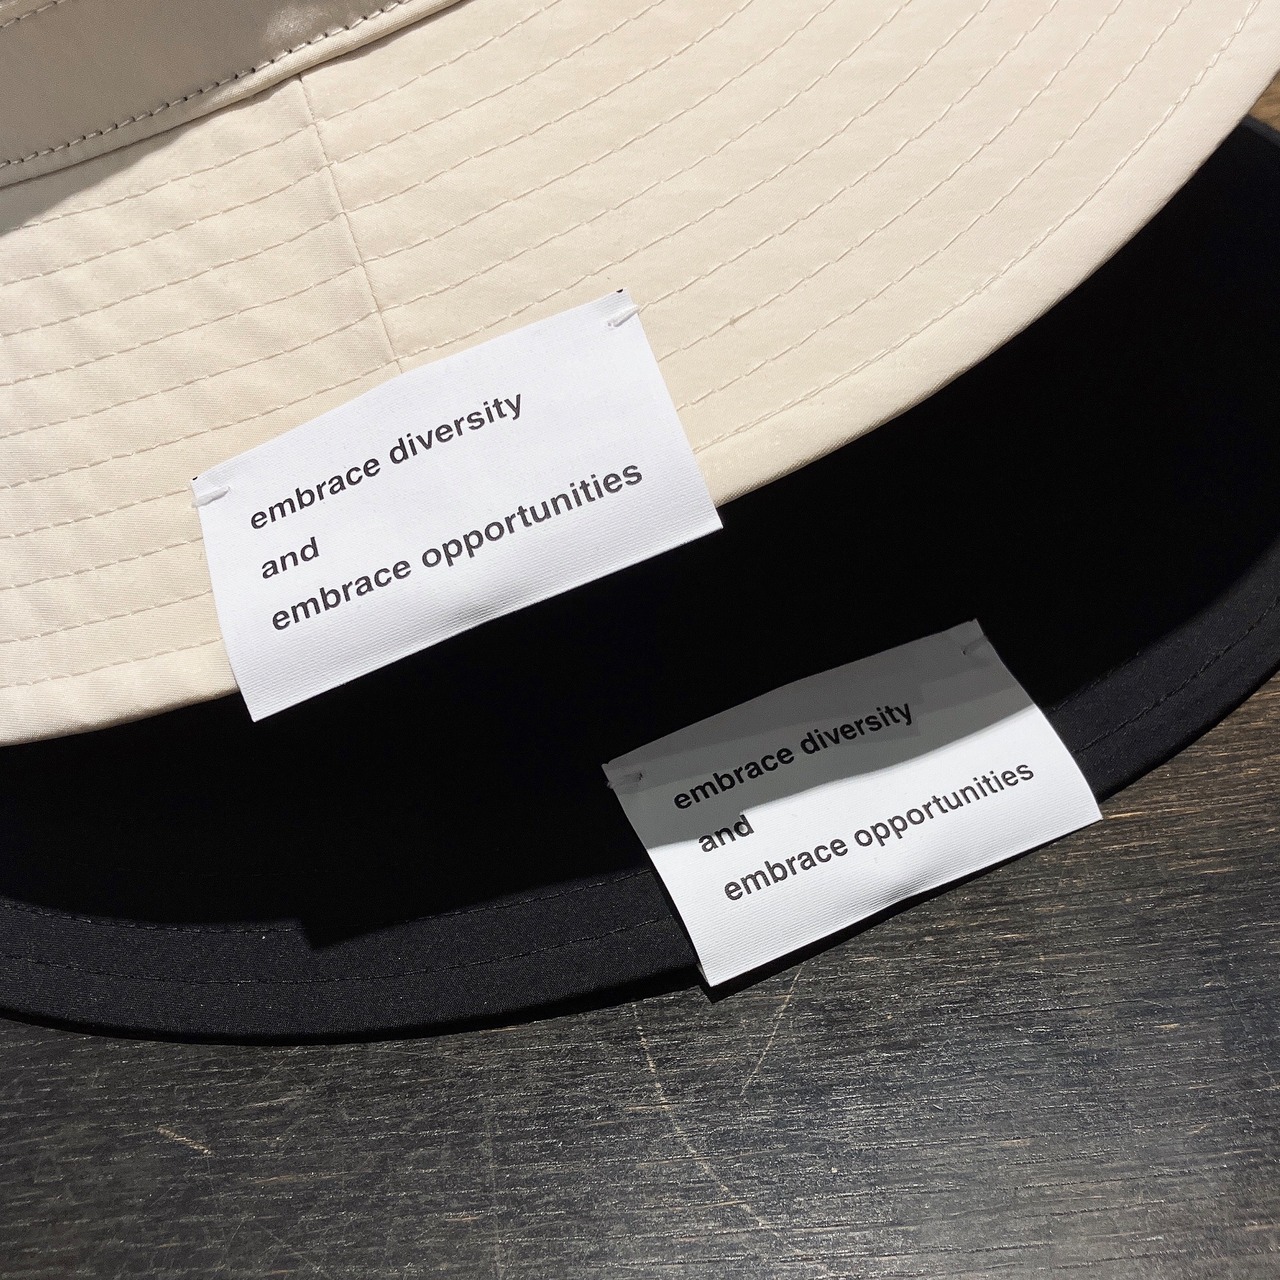 embrace diversity
and
embrace opportunities
embrace diversity
and
embrace opportunities